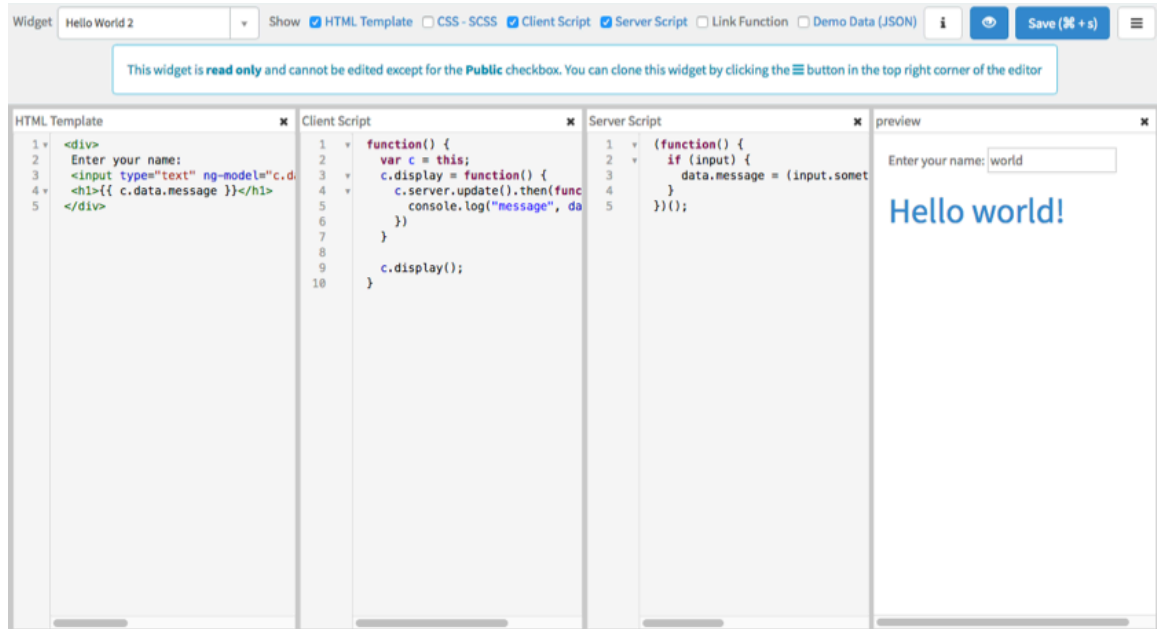 Widget Hello World 2 Show HTML Template CSS - SCSS Client Script Server Script Link Function Demo Data (JSON) i Save (⌘ + s)
This widget is read only and cannot be edited except for the Public checkbox. You can clone this widget by clicking the ☰ button in the top right corner of the editor
HTML Template
1 <div>
2 Enter your name:
3 <input type="text" ng-model="c.d
4 <h1>{{ c.data.message }}</h1>
5 </div>
Client Script
1 function() {
2 var c = this;
3 c.display = function() {
4 c.server.update().then(func
5 console.log("message", da
6 })
7 }
8
9 c.display();
10 }
Server Script
1 (function() {
2 if (input) {
3 data.message = (input.somet
4 }
5 })();
preview
Enter your name: world
Hello world!